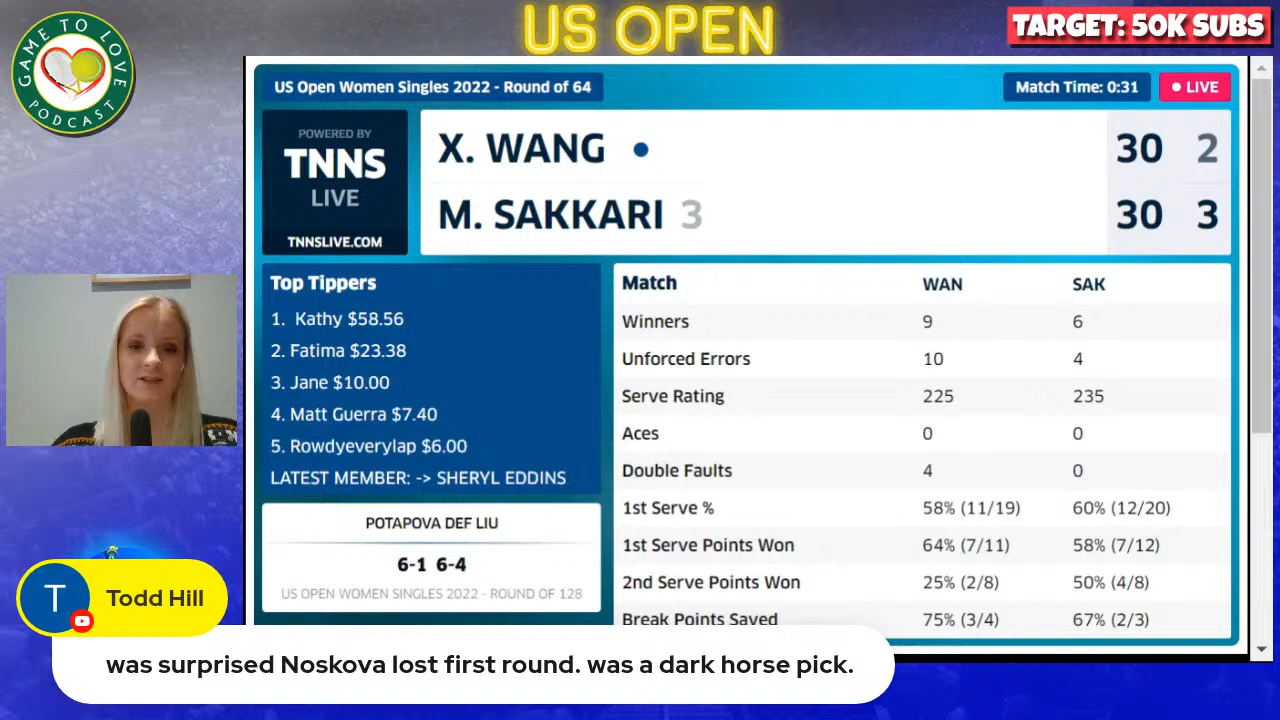 GAME TO LOVE
PODCAST
US OPEN
TARGET: 50K SUBS
US Open Women Singles 2022 - Round of 64
Match Time: 0:31
LIVE
POWERED BY
TNNS
LIVE
TNNSLIVE.COM
X. WANG 30 2
M. SAKKARI 3 30 3
Top Tippers
1. Kathy $58.56
2. Fatima $23.38
3. Jane $10.00
4. Matt Guerra $7.40
5. Rowdyeverylap $6.00
LATEST MEMBER: -> SHERYL EDDINS
POTAPOVA DEF LIU
6-1 6-4
US OPEN WOMEN SINGLES 2022 - ROUND OF 128
Match WAN SAK
Winners 9 6
Unforced Errors 10 4
Serve Rating 225 235
Aces 0 0
Double Faults 4 0
1st Serve % 58% (11/19) 60% (12/20)
1st Serve Points Won 64% (7/11) 58% (7/12)
2nd Serve Points Won 25% (2/8) 50% (4/8)
Break Points Saved 75% (3/4) 67% (2/3)
T Todd Hill
was surprised Noskova lost first round. was a dark horse pick.